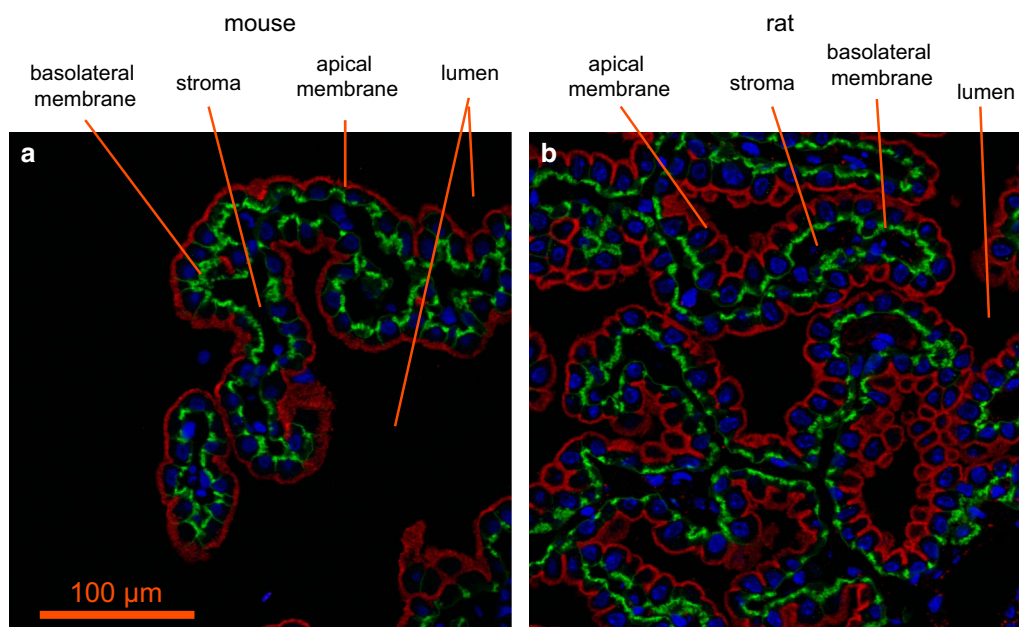 mouse
basolateral
membrane
stroma
apical
membrane
lumen
rat
apical
membrane
stroma
basolateral
membrane
lumen
a
b
100 µm